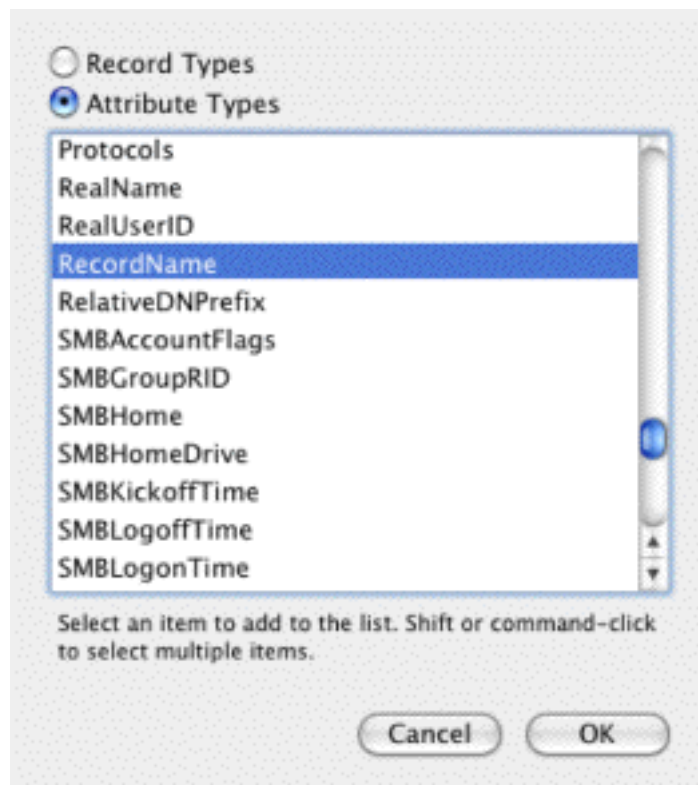 Record Types
Attribute Types
Protocols
RealName
RealUserID
RecordName
RelativeDNPrefix
SMBAccountFlags
SMBGroupRID
SMBHome
SMBHomeDrive
SMBKickoffTime
SMBLogoffTime
SMBLogonTime
Select an item to add to the list. Shift or command-click
to select multiple items.
Cancel OK